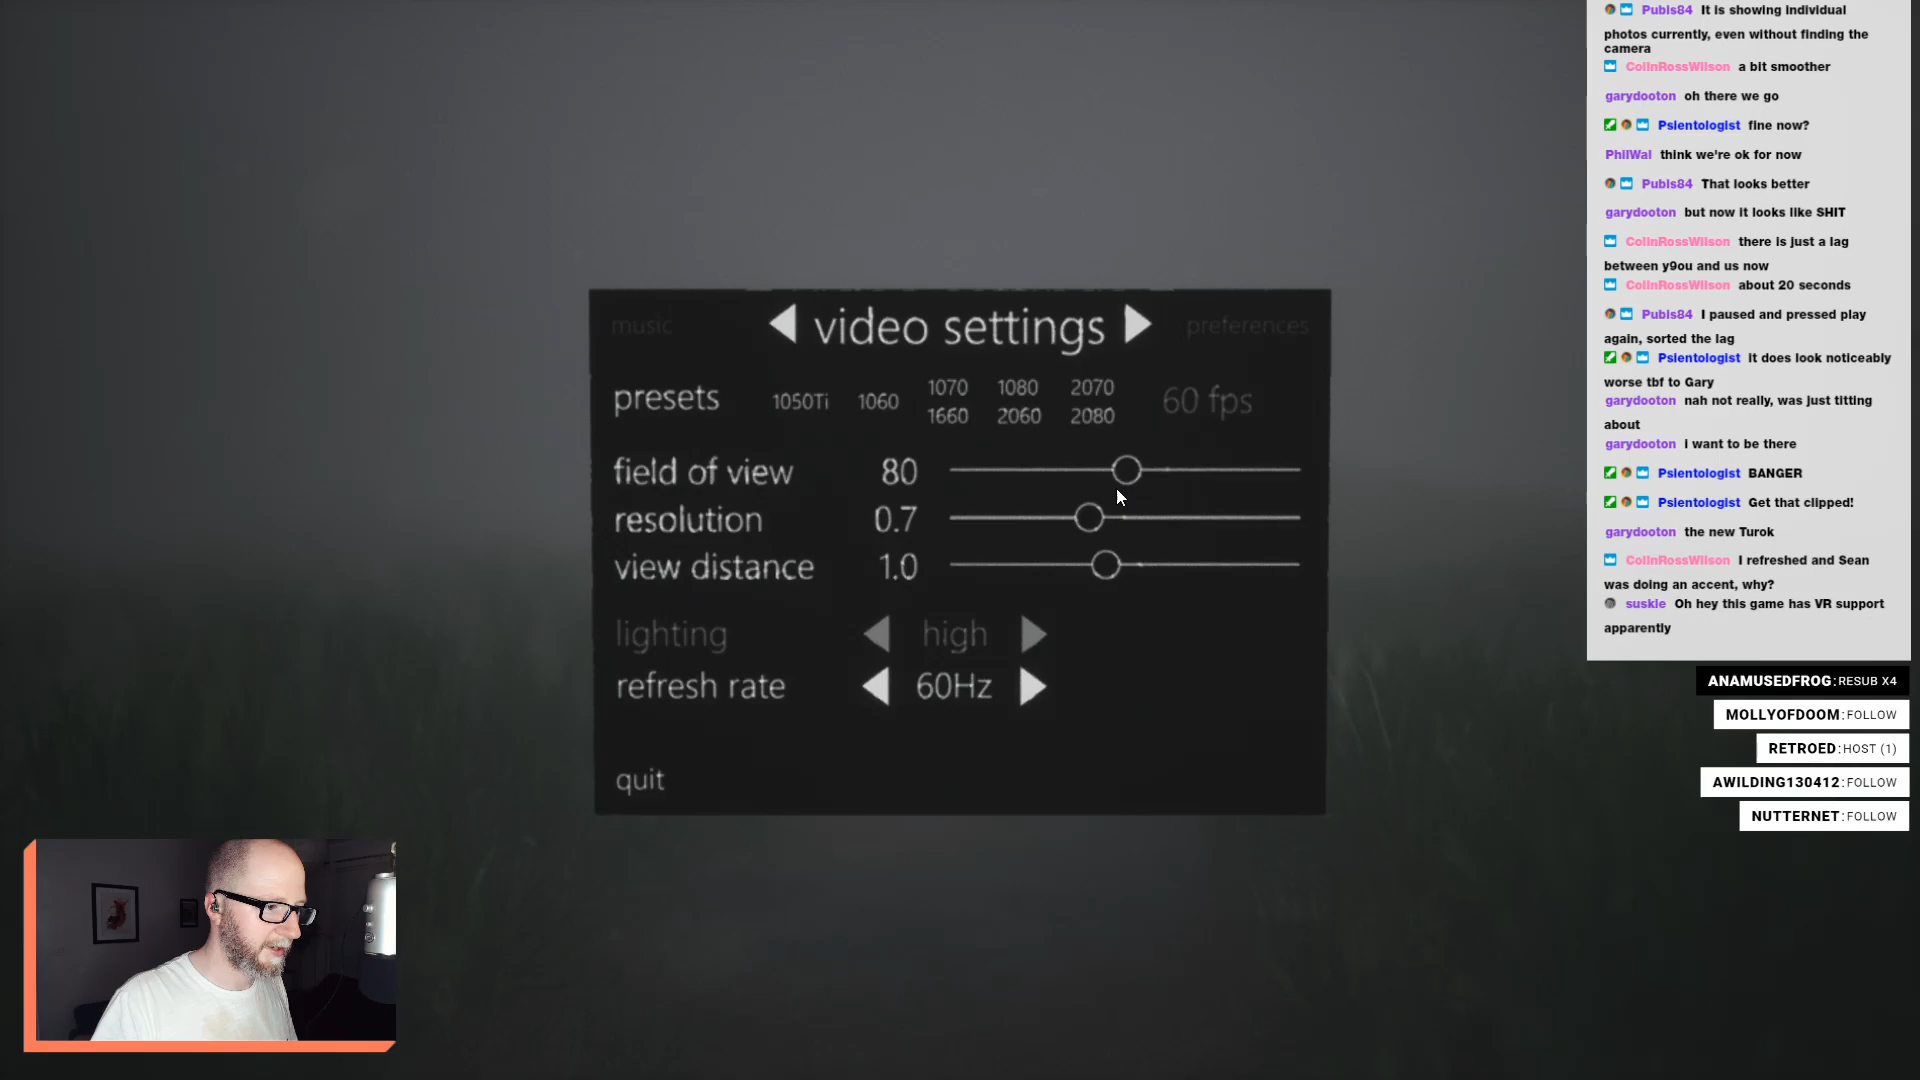 music
video settings
preferences
presets
1050Ti
1060
1070
1660
1080
2060
2070
2080
60 fps
field of view 80
resolution 0.7
view distance 1.0
lighting high
refresh rate 60Hz
quit
Pubis84 It is showing individual
photos currently, even without finding the
camera
ColinRossWilson a bit smoother
garydooton oh there we go
Psientologist fine now?
PhilWal think we're ok for now
Pubis84 That looks better
garydooton but now it looks like SHIT
ColinRossWilson there is just a lag
between y9ou and us now
ColinRossWilson about 20 seconds
Pubis84 I paused and pressed play
again, sorted the lag
Psientologist It does look noticeably
worse tbf to Gary
garydooton nah not really, was just titting
about
garydooton I want to be there
Psientologist BANGER
Psientologist Get that clipped!
garydooton the new Turok
ColinRossWilson I refreshed and Sean
was doing an accent, why?
suskie Oh hey this game has VR support
apparently
ANAMUSEDFROG:RESUB X4
MOLLYOFDOOM:FOLLOW
RETROED:HOST (1)
AWILDING130412:FOLLOW
NUTTERNET:FOLLOW